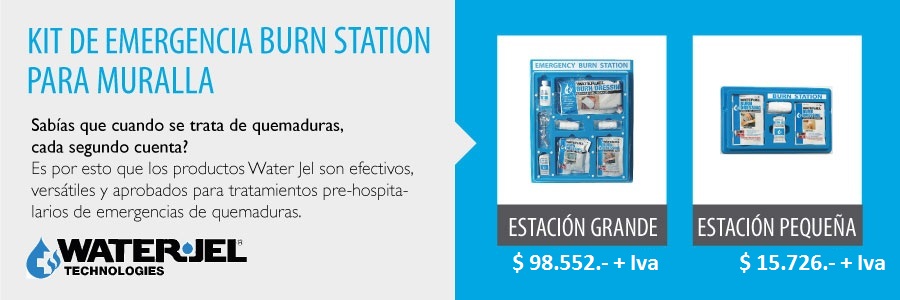 KIT DE EMERGENCIA BURN STATION
PARA MURALLA
Sabías que cuando se trata de quemaduras,
cada segundo cuenta?
Es por esto que los productos Water Jel son efectivos,
versátiles y aprobados para tratamientos pre-hospita-
larios de emergencias de quemaduras.
WATER·JEL®
TECHNOLOGIES
EMERGENCY BURN STATION
BURN DRESSING
BURN STATION
ESTACIÓN GRANDE
ESTACIÓN PEQUEÑA
$ 98.552.- + Iva
$ 15.726.- + Iva